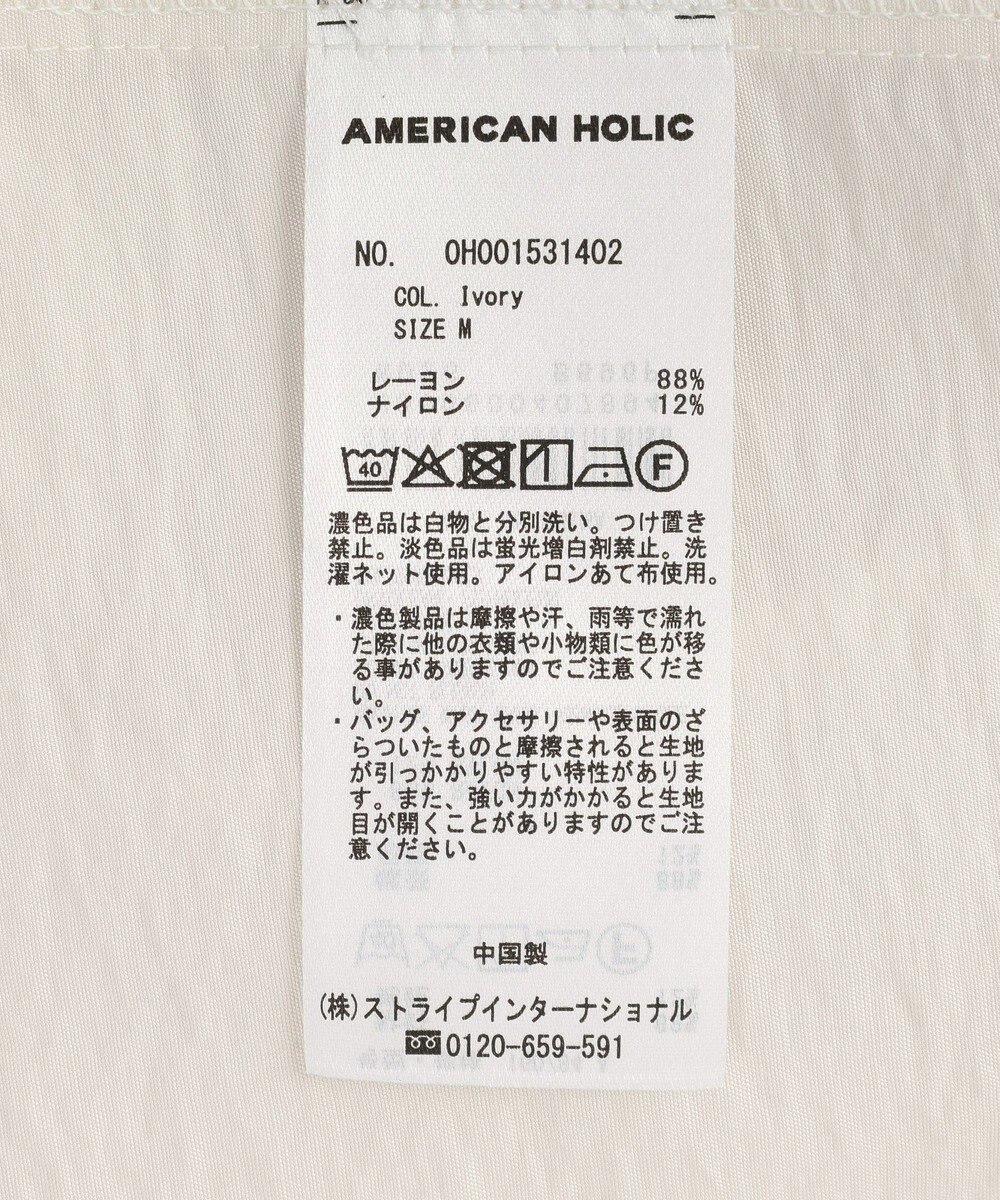 AMERICAN HOLIC
NO. 0H001531402
COL. Ivory
SIZE M
レーヨン 88%
ナイロン 12%
40 F
濃色品は白物と分別洗い。つけ置き
禁止。淡色品は蛍光増白剤禁止。洗
濯ネット使用。アイロンあて布使用。
・濃色製品は摩擦や汗、雨等で濡れ
た際に他の衣類や小物類に色が移
る事がありますのでご注意くださ
い。
・バッグ、アクセサリーや表面のざ
らついたものと摩擦されると生地
が引っかかりやすい特性がありま
す。また、強い力がかかると生地
目が開くことがありますのでご注
意ください。
中国製
(株)ストライプインターナショナル
0120-659-591